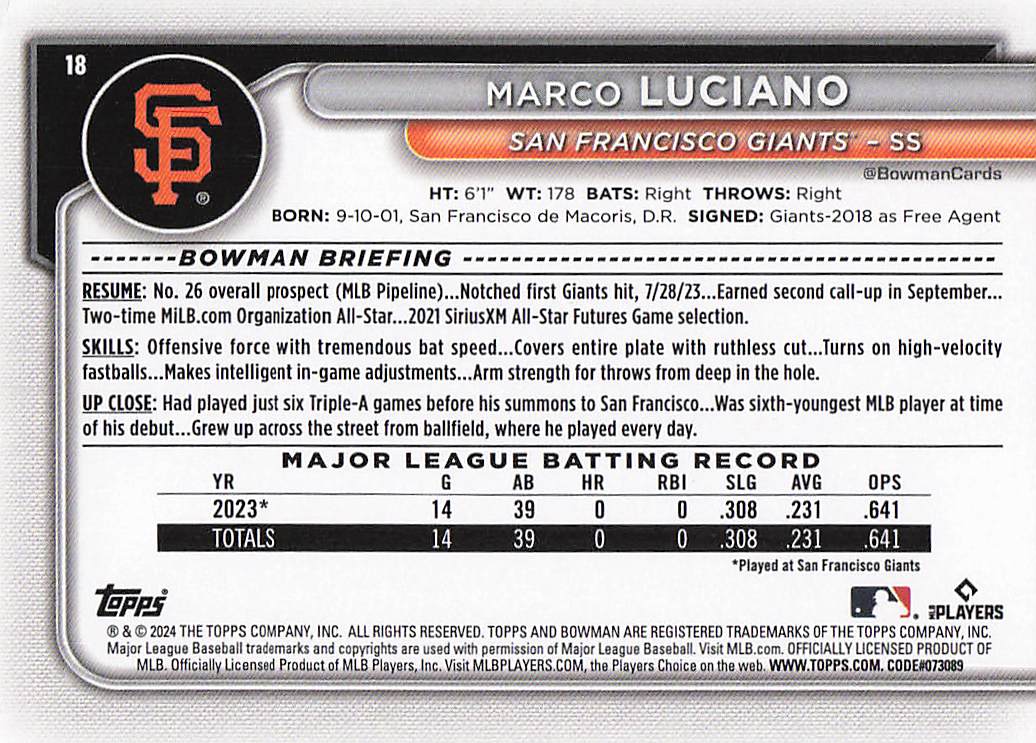 18
SF
®
MARCO LUCIANO
SAN FRANCISCO GIANTS™ – SS
@BowmanCards
HT: 6'1" WT: 178 BATS: Right THROWS: Right
BORN: 9-10-01, San Francisco de Macoris, D.R. SIGNED: Giants-2018 as Free Agent
BOWMAN BRIEFING
RESUME: No. 26 overall prospect (MLB Pipeline)...Notched first Giants hit, 7/28/23...Earned second call-up in September...
Two-time MiLB.com Organization All-Star...2021 SiriusXM All-Star Futures Game selection.
SKILLS: Offensive force with tremendous bat speed...Covers entire plate with ruthless cut...Turns on high-velocity
fastballs...Makes intelligent in-game adjustments...Arm strength for throws from deep in the hole.
UP CLOSE: Had played just six Triple-A games before his summons to San Francisco...Was sixth-youngest MLB player at time
of his debut...Grew up across the street from ballfield, where he played every day.
MAJOR LEAGUE BATTING RECORD
YR G AB HR RBI SLG AVG OPS
2023* 14 39 0 0 .308 .231 .641
TOTALS 14 39 0 0 .308 .231 .641
*Played at San Francisco Giants
Topps®
MLB PLAYERS
® & © 2024 THE TOPPS COMPANY, INC. ALL RIGHTS RESERVED. TOPPS AND BOWMAN ARE REGISTERED TRADEMARKS OF THE TOPPS COMPANY, INC.
Major League Baseball trademarks and copyrights are used with permission of Major League Baseball. Visit MLB.com. OFFICIALLY LICENSED PRODUCT OF
MLB. Officially Licensed Product of MLB Players, Inc. Visit MLBPLAYERS.COM, the Players Choice on the web. WWW.TOPPS.COM. CODE#073089